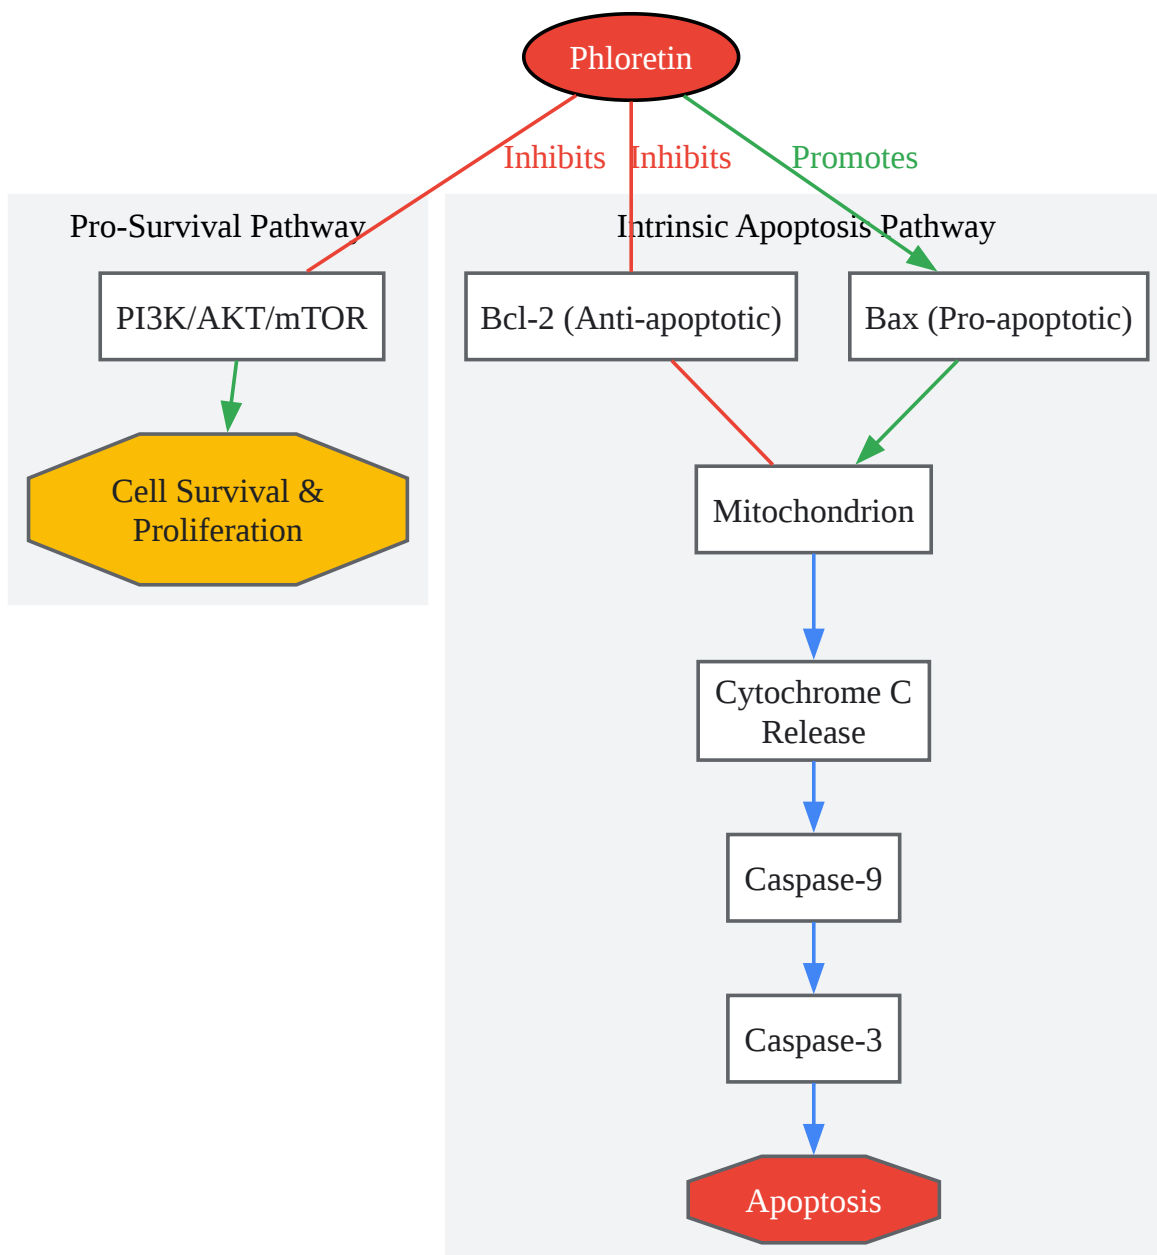 Phloretin
Inhibits
Inhibits
Promotes
Pro-Survival Pathway
Intrinsic Apoptosis Pathway
PI3K/AKT/mTOR
Bcl-2 (Anti-apoptotic)
Bax (Pro-apoptotic)
Cell Survival &
Proliferation
Mitochondrion
Cytochrome C
Release
Caspase-9
Caspase-3
Apoptosis